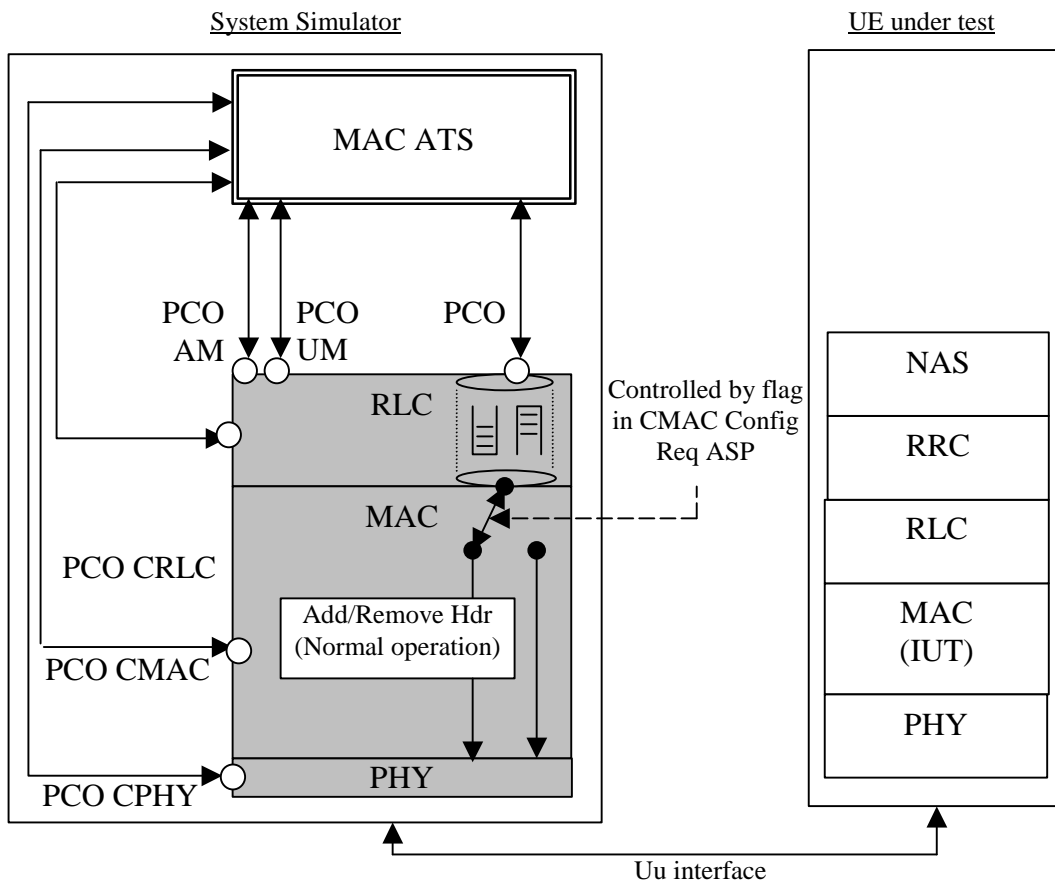 System Simulator
UE under test
MAC ATS
PCO
AM
PCO
UM
PCO
RLC
Controlled by flag
in CMAC Config
Req ASP
MAC
PCO CRLC
Add/Remove Hdr
(Normal operation)
PCO CMAC
PHY
PCO CPHY
NAS
RRC
RLC
MAC
(IUT)
PHY
Uu interface